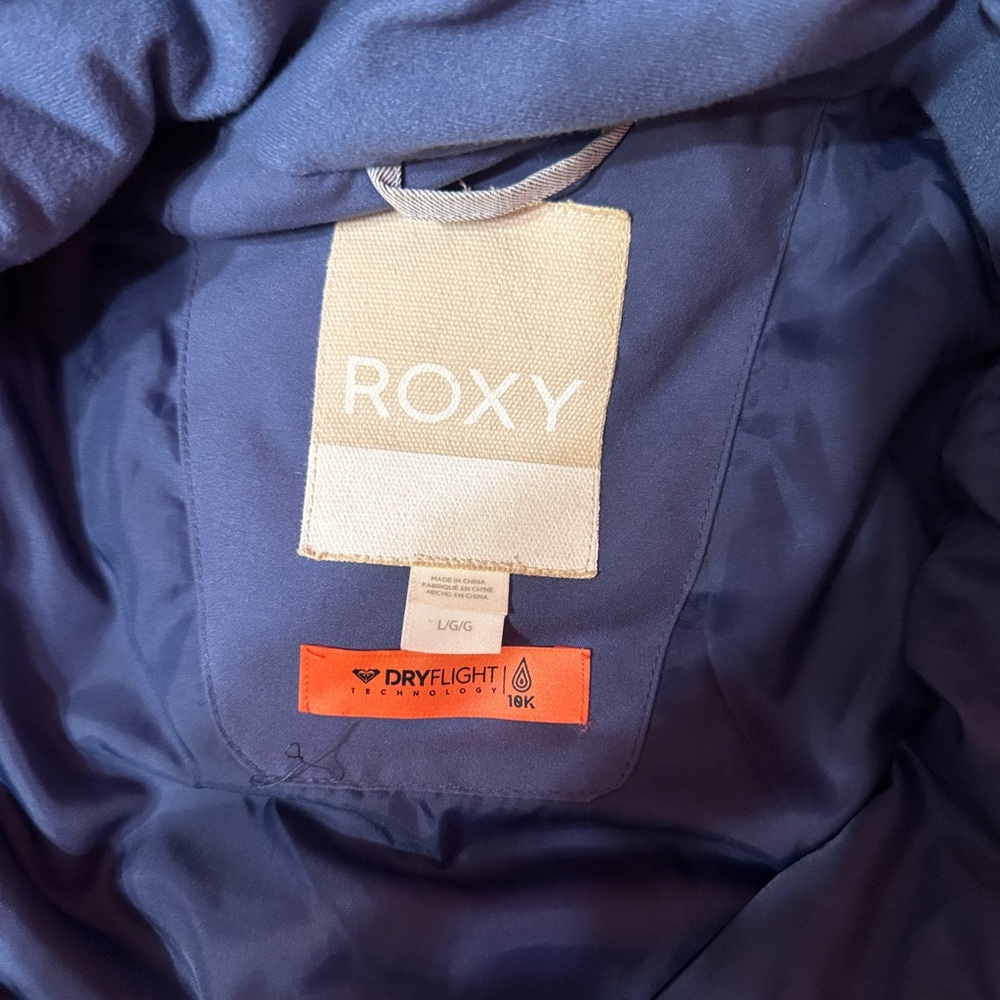 ROXY
MADE IN CHINA
FABRIQUÉ EN CHINE
HECHO EN CHINA
L/G/G
DRYFLIGHT
TECHNOLOGY
10K